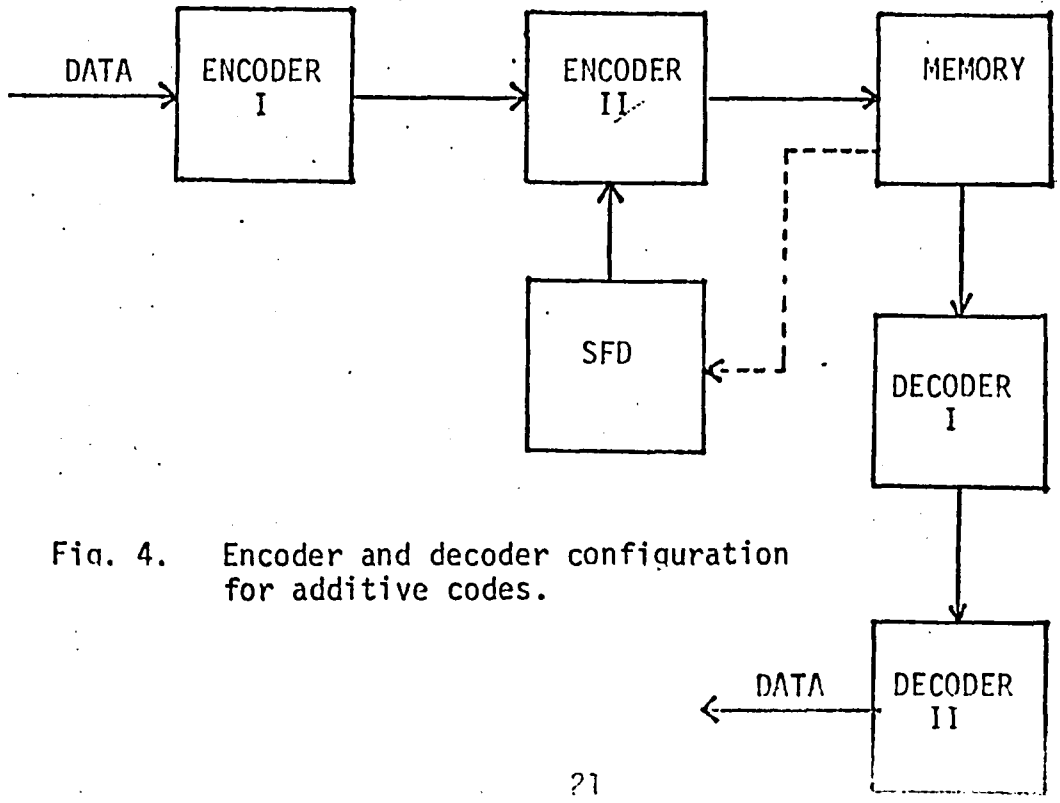 DATA
ENCODER
I
ENCODER
II
MEMORY
SFD
DECODER
I
Fig. 4. Encoder and decoder configuration
for additive codes.
DATA
DECODER
II
21